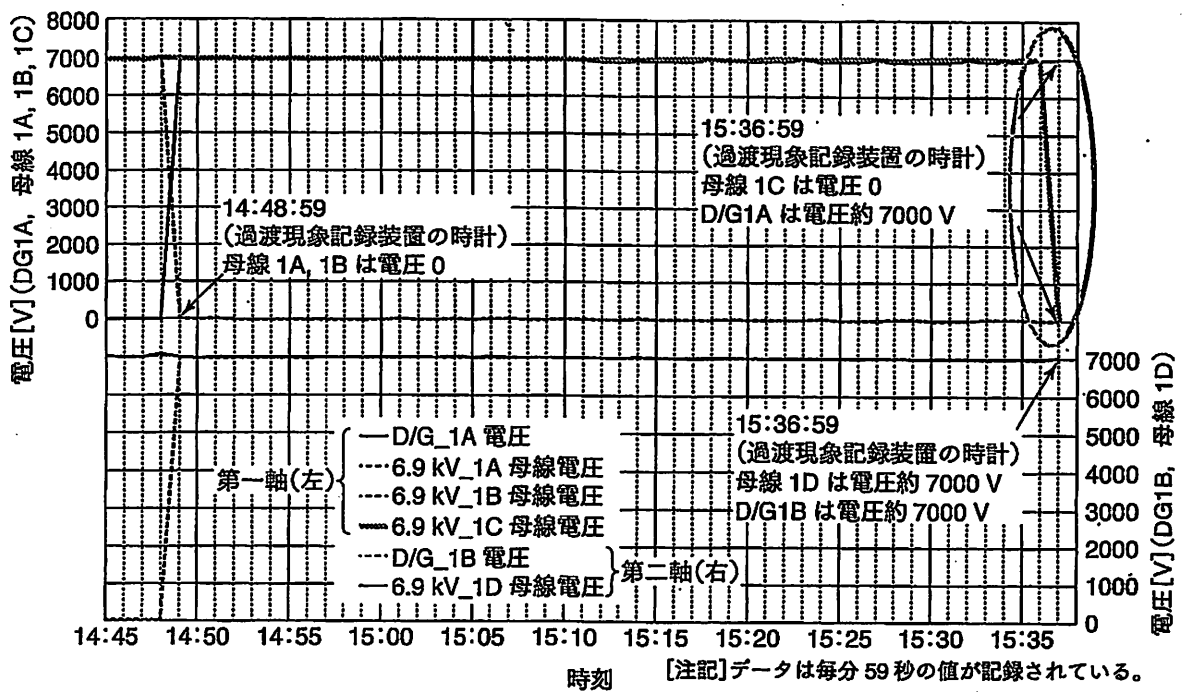 電圧[V](DG1A, 母線 1A, 1B, 1C)
8000
7000
6000
5000
4000
3000
2000
1000
0
14:48:59
(過渡現象記録装置の時計)
母線 1A, 1B は電圧 0
15:36:59
(過渡現象記録装置の時計)
母線 1C は電圧 0
D/G1A は電圧約 7000 V
15:36:59
(過渡現象記録装置の時計)
母線 1D は電圧約 7000 V
D/G1B は電圧約 7000 V
第一軸(左)
D/G_1A 電圧
6.9 kV_1A 母線電圧
6.9 kV_1B 母線電圧
6.9 kV_1C 母線電圧
D/G_1B 電圧
6.9 kV_1D 母線電圧
第二軸(右)
7000
6000
5000
4000
3000
2000
1000
0
電圧[V](DG1B, 母線 1D)
14:45 14:50 14:55 15:00 15:05 15:10 15:15 15:20 15:25 15:30 15:35
時刻
[注記]データは毎分 59 秒の値が記録されている。